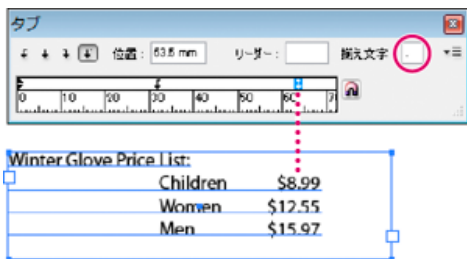 タブ
位置: 63.5 mm リーダー: 揃え文字 .
0 10 20 30 40 50 60 7
Winter Glove Price List:
Children $8.99
Women $12.55
Men $15.97